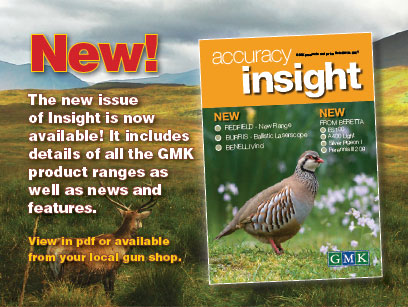 New!
The new issue
of Insight is now
available! It includes
details of all the GMK
product ranges as
well as news and
features.
View in pdf or available
from your local gun shop.
accuracy
insight
NEW
REDFIELD - New Range
BURRIS - Ballistic Laserscope
BENELLI Vinci
NEW
FROM BERETTA
A400 Light
Silver Pigeon I
GMK